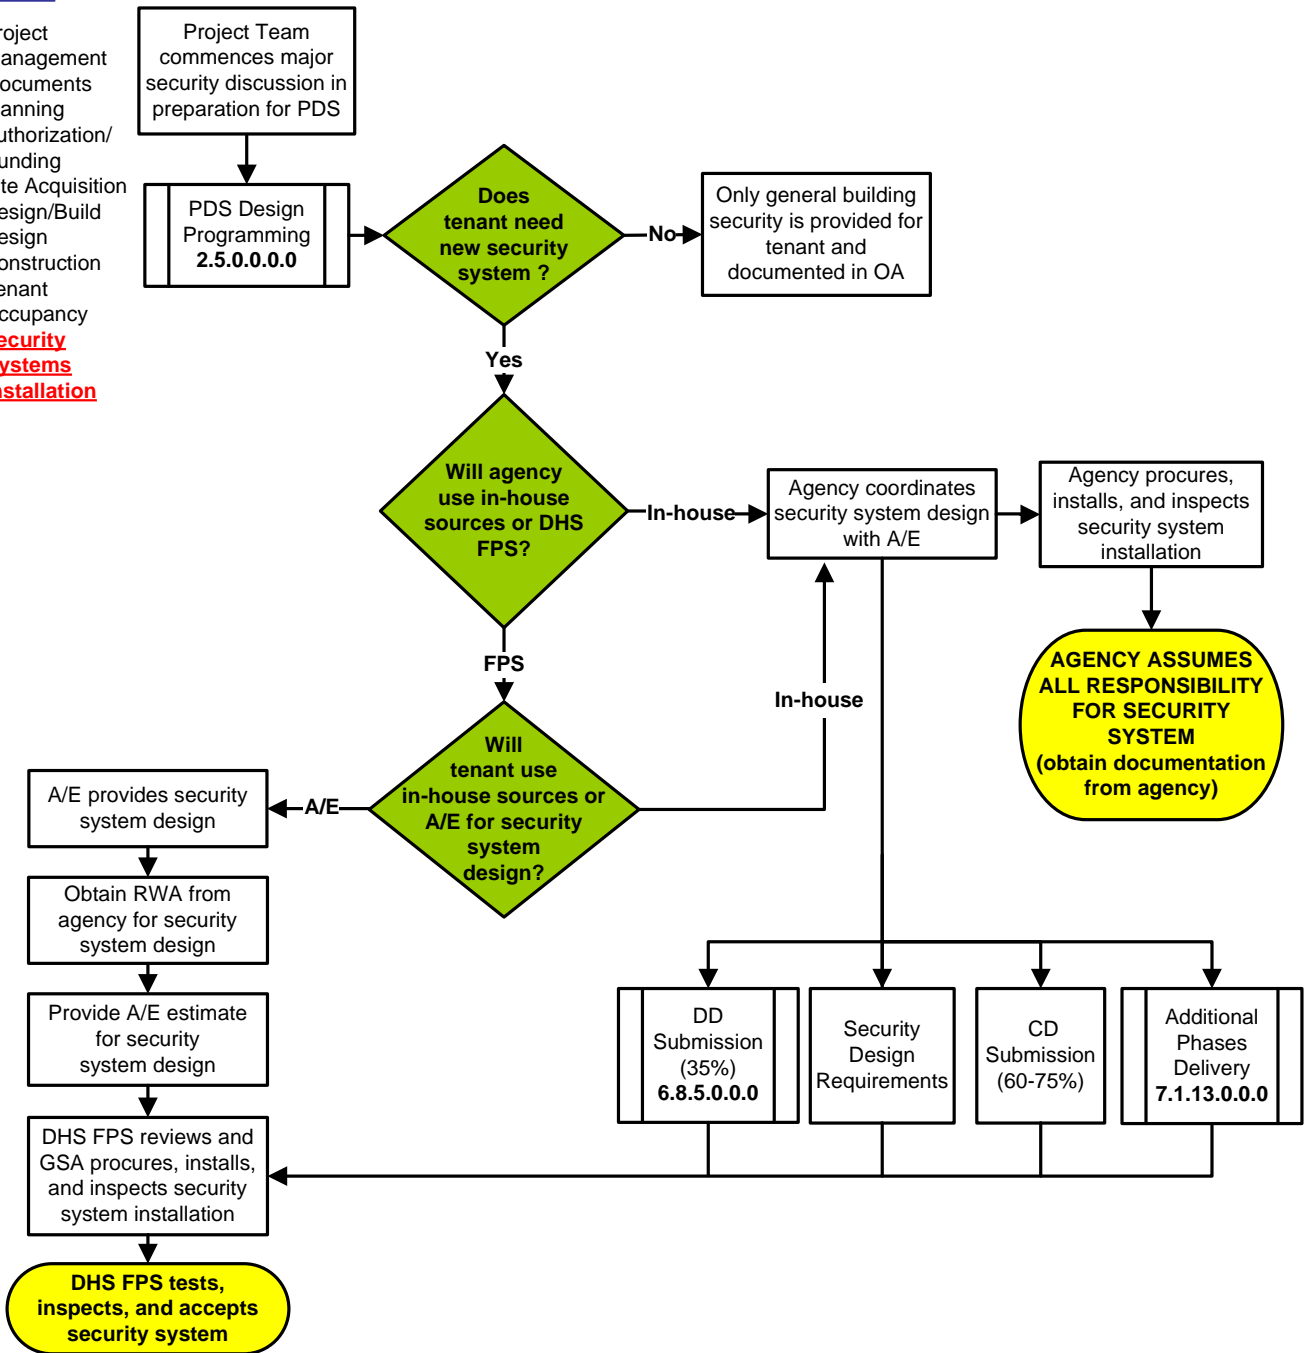 roject
anagement
ocuments
lanning
uthorization/
unding
ite Acquisition
esign/Build
esign
onstruction
enant
ccupancy
ecurity
ystems
nstallation
Project Team
commences major
security discussion in
preparation for PDS
PDS Design
Programming
2.5.0.0.0.0
Does
tenant need
new security
system ?
No
Only general building
security is provided for
tenant and
documented in OA
Yes
Will agency
use in-house
sources or DHS
FPS?
In-house
Agency coordinates
security system design
with A/E
Agency procures,
installs, and inspects
security system
installation
AGENCY ASSUMES
ALL RESPONSIBILITY
FOR SECURITY
SYSTEM
(obtain documentation
from agency)
FPS
Will
tenant use
in-house sources or
A/E for security
system
design?
In-house
A/E
A/E provides security
system design
Obtain RWA from
agency for security
system design
Provide A/E estimate
for security
system design
DHS FPS reviews and
GSA procures, installs,
and inspects security
system installation
DHS FPS tests,
inspects, and accepts
security system
DD
Submission
(35%)
6.8.5.0.0.0
Security
Design
Requirements
CD
Submission
(60-75%)
Additional
Phases
Delivery
7.1.13.0.0.0